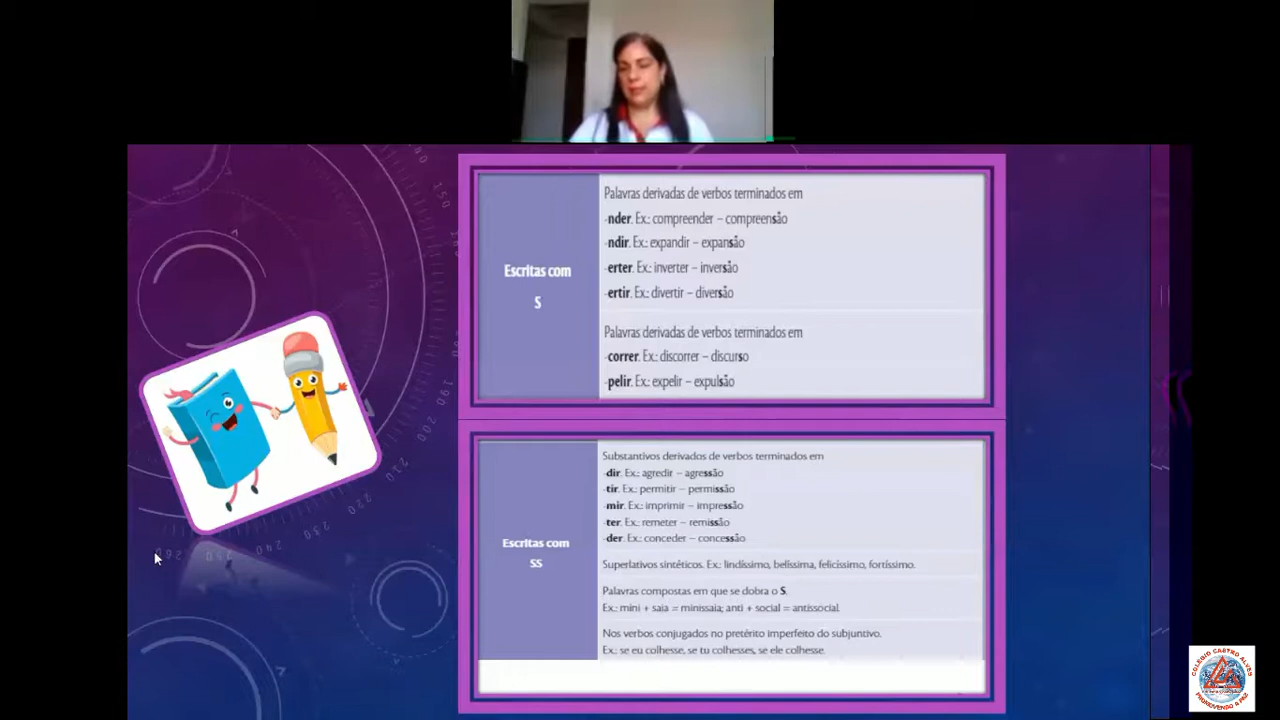 Escritas com
S
Palavras derivadas de verbos terminados em
-nder. Ex.: compreender – compreensão
-ndir. Ex.: expandir – expansão
-erter. Ex.: inverter – inversão
-ertir. Ex.: divertir – diversão
Palavras derivadas de verbos terminados em
-correr. Ex.: discorrer – discurso
-pelir. Ex.: expelir – expulsão
Escritas com
SS
Substantivos derivados de verbos terminados em
-dir. Ex.: agredir – agressão
-tir. Ex.: permitir – permissão
-mir. Ex.: imprimir – impressão
-ter. Ex.: remeter – remissão
-der. Ex.: conceder – concessão
Superlativos sintéticos. Ex.: lindíssimo, belíssima, felicíssimo, fortíssimo.
Palavras compostas em que se dobra o S.
Ex.: mini + saia = minissaia; anti + social = antissocial.
Nos verbos conjugados no pretérito imperfeito do subjuntivo.
Ex.: se eu colhesse, se tu colhesses, se ele colhesse.
COLÉGIO CASTRO ALVES
PROMOVENDO A PAZ